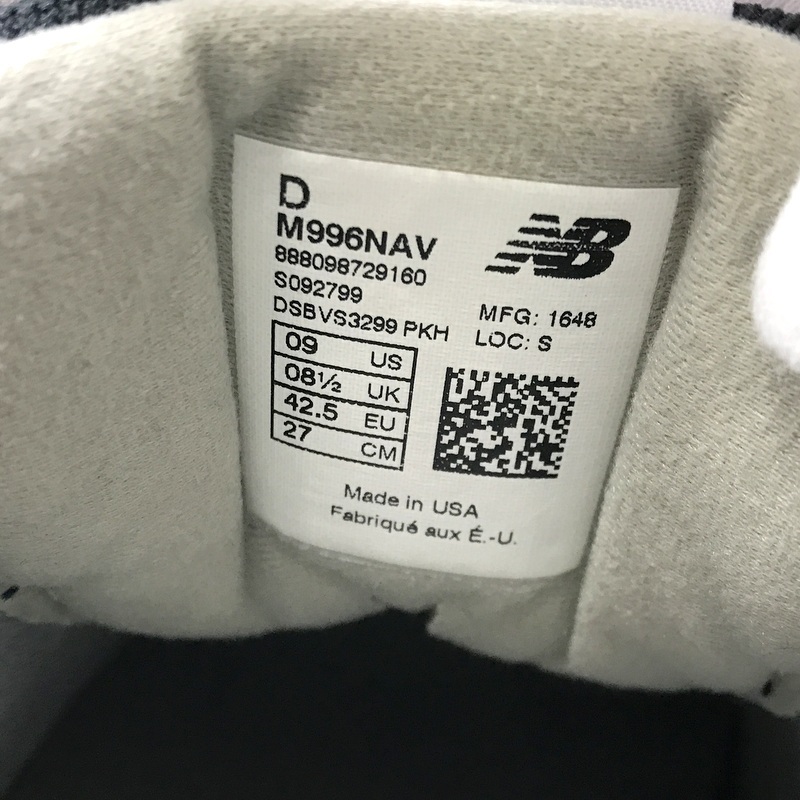 D
M996NAV
888098729160
S092799
DSBVS3299 PKH
NB
MFG: 1648
LOC: S
09 US
08½ UK
42.5 EU
27 CM
Made in USA
Fabriqué aux É.-U.